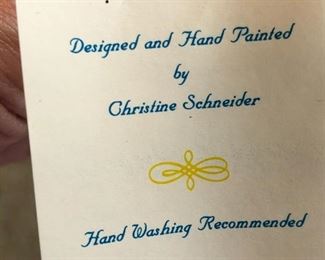 Designed and Hand Painted
by
Christine Schneider
Hand Washing Recommended